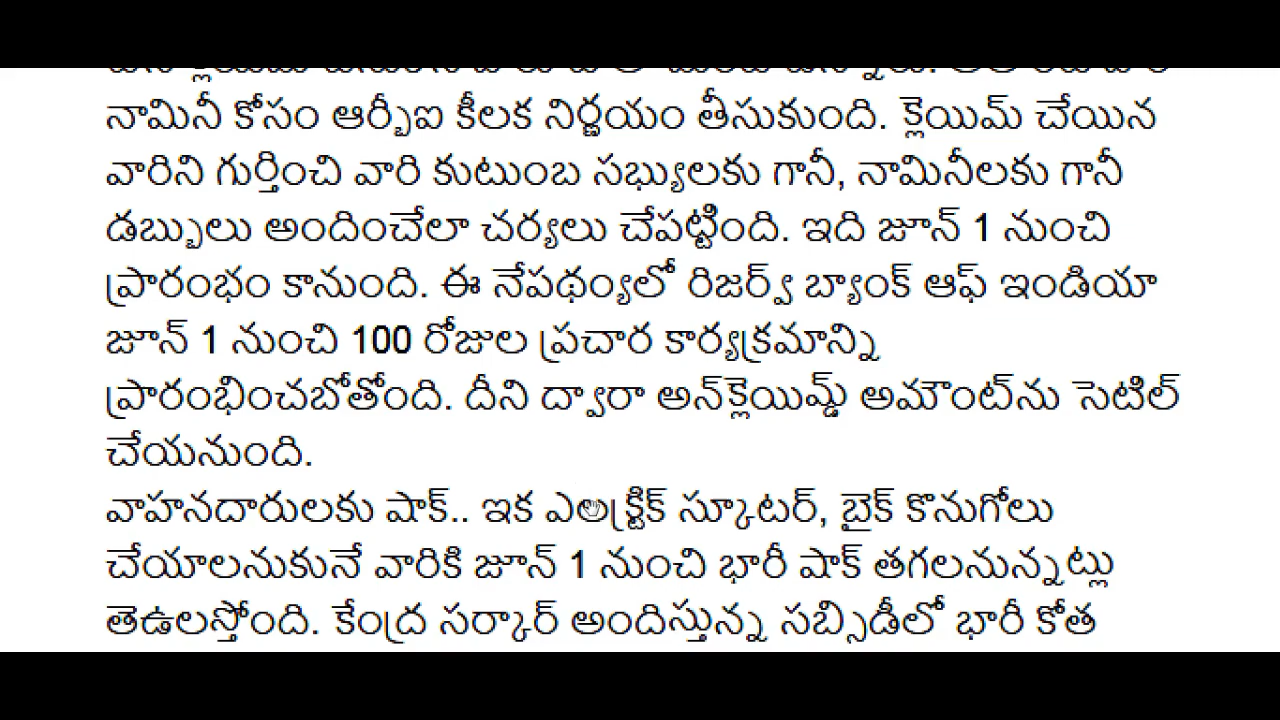 నామినీ కోసం ఆర్బీఐ కీలక నిర్ణయం తీసుకుంది. క్లెయిమ్ చేయిన
వారిని గుర్తించి వారి కుటుంబ సభ్యులకు గానీ, నామినీలకు గానీ
డబ్బులు అందించేలా చర్యలు చేపట్టింది. ఇది జూన్ 1 నుంచి
ప్రారంభం కానుంది. ఈ నేపథ్యంలో రిజర్వ్ బ్యాంక్ ఆఫ్ ఇండియా
జూన్ 1 నుంచి 100 రోజుల ప్రచార కార్యక్రమాన్ని
ప్రారంభించబోతోంది. దీని ద్వారా అన్‌క్లెయిమ్డ్ అమౌంట్‌ను సెటిల్
చేయనుంది.
వాహనదారులకు షాక్.. ఇక ఎలక్ట్రిక్ స్కూటర్, బైక్ కొనుగోలు
చేయాలనుకునే వారికి జూన్ 1 నుంచి భారీ షాక్ తగలనున్నట్లు
తెఉలస్తోంది. కేంద్ర సర్కార్ అందిస్తున్న సబ్సిడీలో భారీ కోత